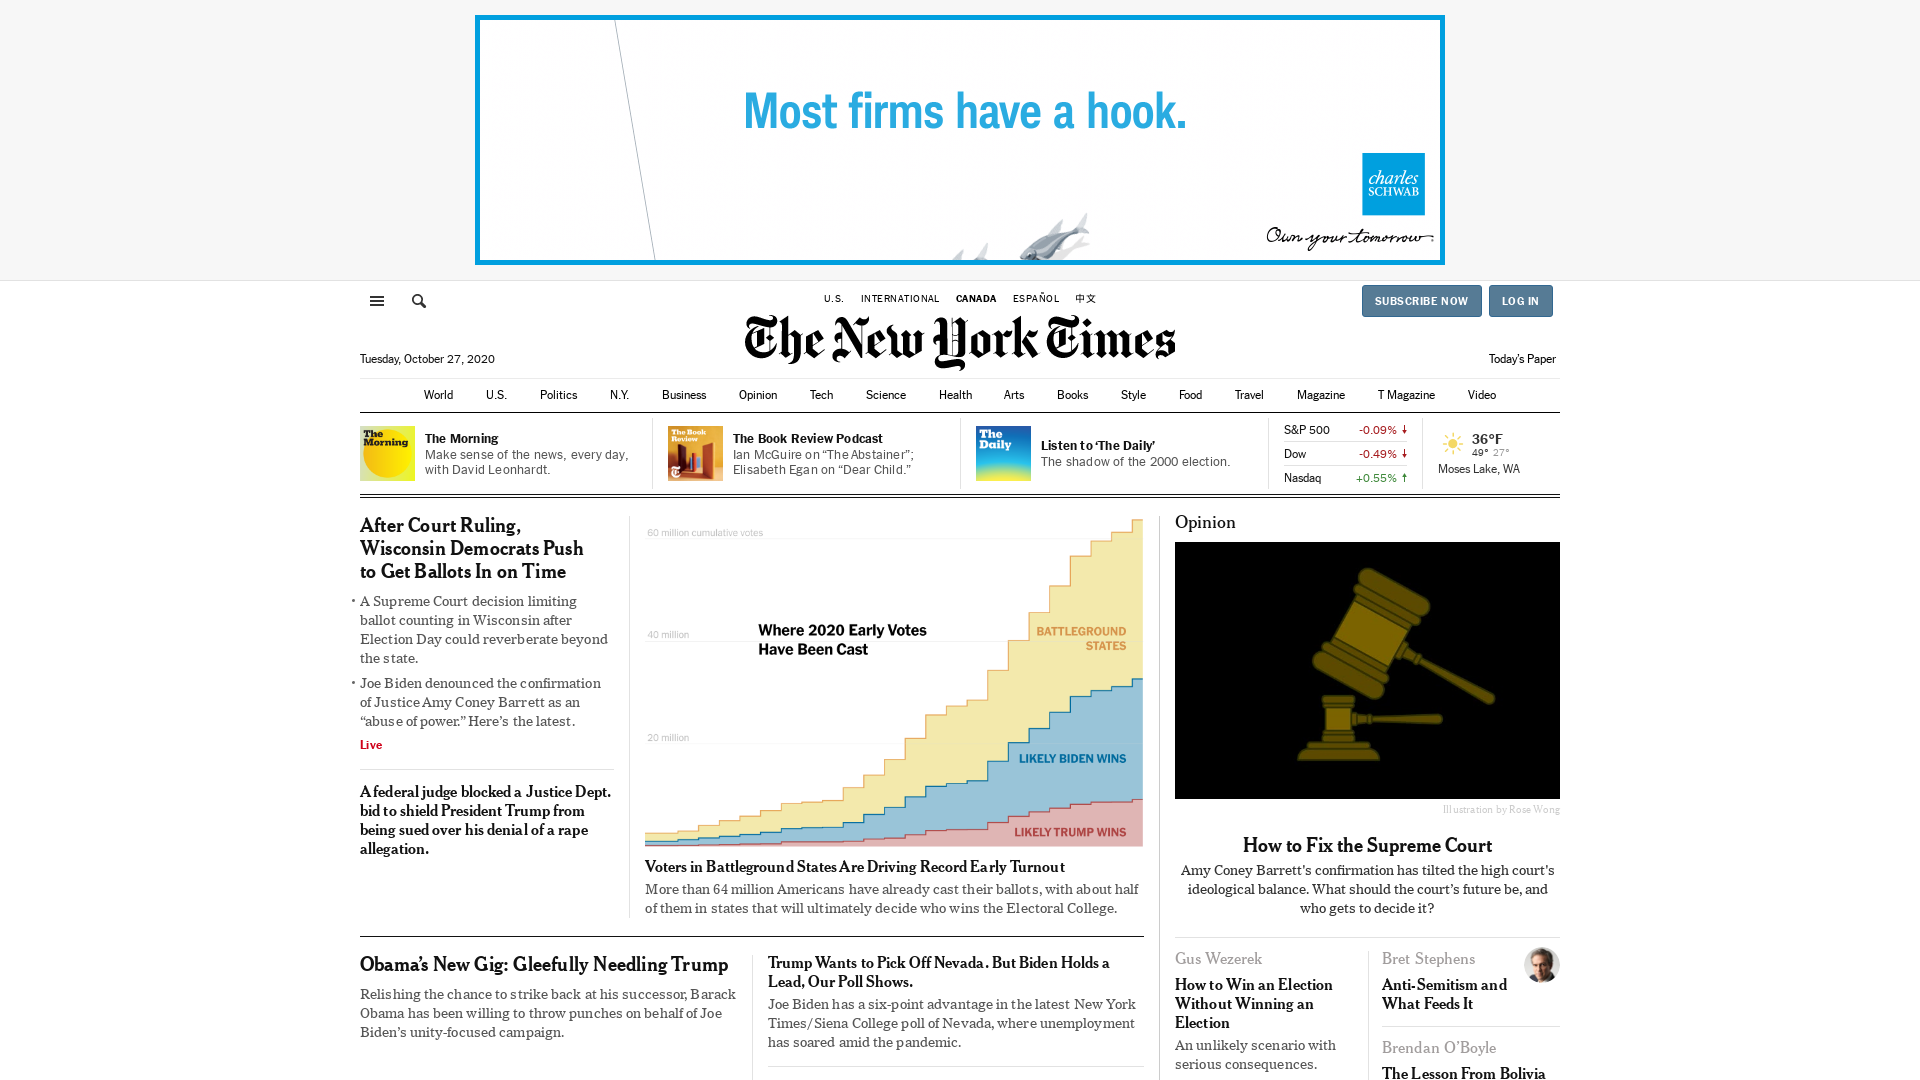 Most firms have a hook.
charles
SCHWAB
Own your tomorrow.
U.S. INTERNATIONAL CANADA ESPAÑOL 中文
SUBSCRIBE NOW LOG IN
The New York Times
Tuesday, October 27, 2020
Today's Paper
World U.S. Politics N.Y. Business Opinion Tech Science Health Arts Books Style Food Travel Magazine T Magazine Video
The Morning
The Morning
Make sense of the news, every day,
with David Leonhardt.
The Book Review
The Book Review Podcast
Ian McGuire on “The Abstainer”;
Elisabeth Egan on “Dear Child.”
The Daily
Listen to ‘The Daily’
The shadow of the 2000 election.
S&P 500 -0.09%
Dow -0.49%
Nasdaq +0.55%
36°F
49° 27°
Moses Lake, WA
After Court Ruling,
Wisconsin Democrats Push
to Get Ballots In on Time
• A Supreme Court decision limiting
ballot counting in Wisconsin after
Election Day could reverberate beyond
the state.
• Joe Biden denounced the confirmation
of Justice Amy Coney Barrett as an
“abuse of power.” Here’s the latest.
Live
A federal judge blocked a Justice Dept.
bid to shield President Trump from
being sued over his denial of a rape
allegation.
60 million cumulative votes
Where 2020 Early Votes
Have Been Cast
40 million
20 million
BATTLEGROUND
STATES
LIKELY BIDEN WINS
LIKELY TRUMP WINS
Voters in Battleground States Are Driving Record Early Turnout
More than 64 million Americans have already cast their ballots, with about half
of them in states that will ultimately decide who wins the Electoral College.
Obama’s New Gig: Gleefully Needling Trump
Relishing the chance to strike back at his successor, Barack
Obama has been willing to throw punches on behalf of Joe
Biden’s unity-focused campaign.
Trump Wants to Pick Off Nevada. But Biden Holds a
Lead, Our Poll Shows.
Joe Biden has a six-point advantage in the latest New York
Times/Siena College poll of Nevada, where unemployment
has soared amid the pandemic.
Opinion
Illustration by Rose Wong
How to Fix the Supreme Court
Amy Coney Barrett's confirmation has tilted the high court's
ideological balance. What should the court’s future be, and
who gets to decide it?
Gus Wezerek
How to Win an Election
Without Winning an
Election
An unlikely scenario with
serious consequences.
Bret Stephens
Anti-Semitism and
What Feeds It
Brendan O’Boyle
The Lesson From Bolivia